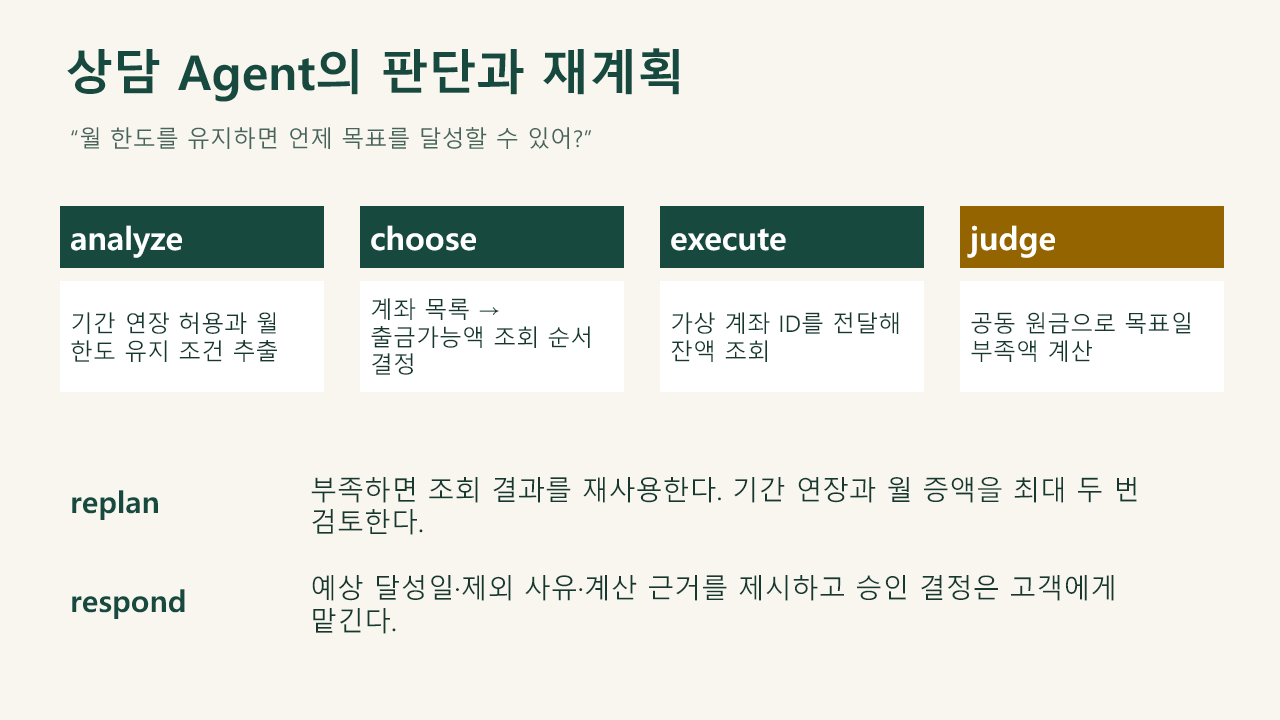 상담 Agent의 판단과 재계획
“월 한도를 유지하면 언제 목표를 달성할 수 있어?”
analyze
기간 연장 허용과 월
한도 유지 조건 추출
choose
계좌 목록 →
출금가능액 조회 순서
결정
execute
가상 계좌 ID를 전달해
잔액 조회
judge
공동 원금으로 목표일
부족액 계산
replan
부족하면 조회 결과를 재사용한다. 기간 연장과 월 증액을 최대 두 번
검토한다.
respond
예상 달성일·제외 사유·계산 근거를 제시하고 승인 결정은 고객에게
맡긴다.